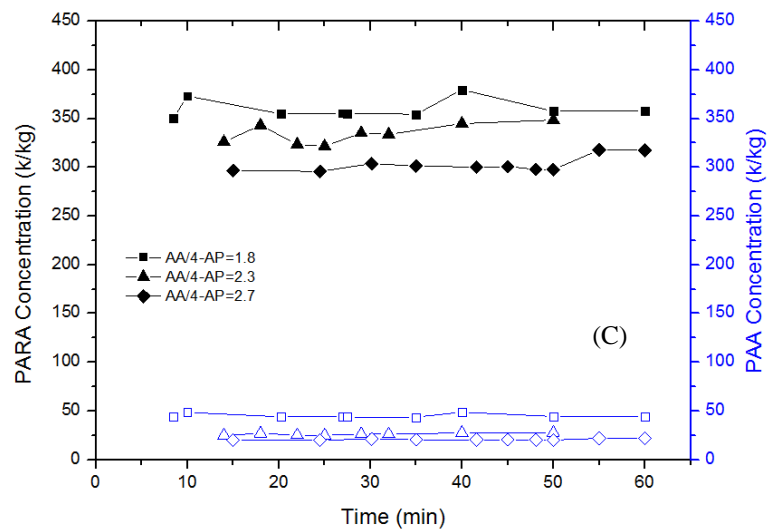 450
400
350
300
250
200
150
100
50
0
PARA Concentration (k/kg)
AA/4-AP=1.8
AA/4-AP=2.3
AA/4-AP=2.7
(C)
450
400
350
300
250
200
150
100
50
0
PAA Concentration (k/kg)
0 10 20 30 40 50 60
Time (min)